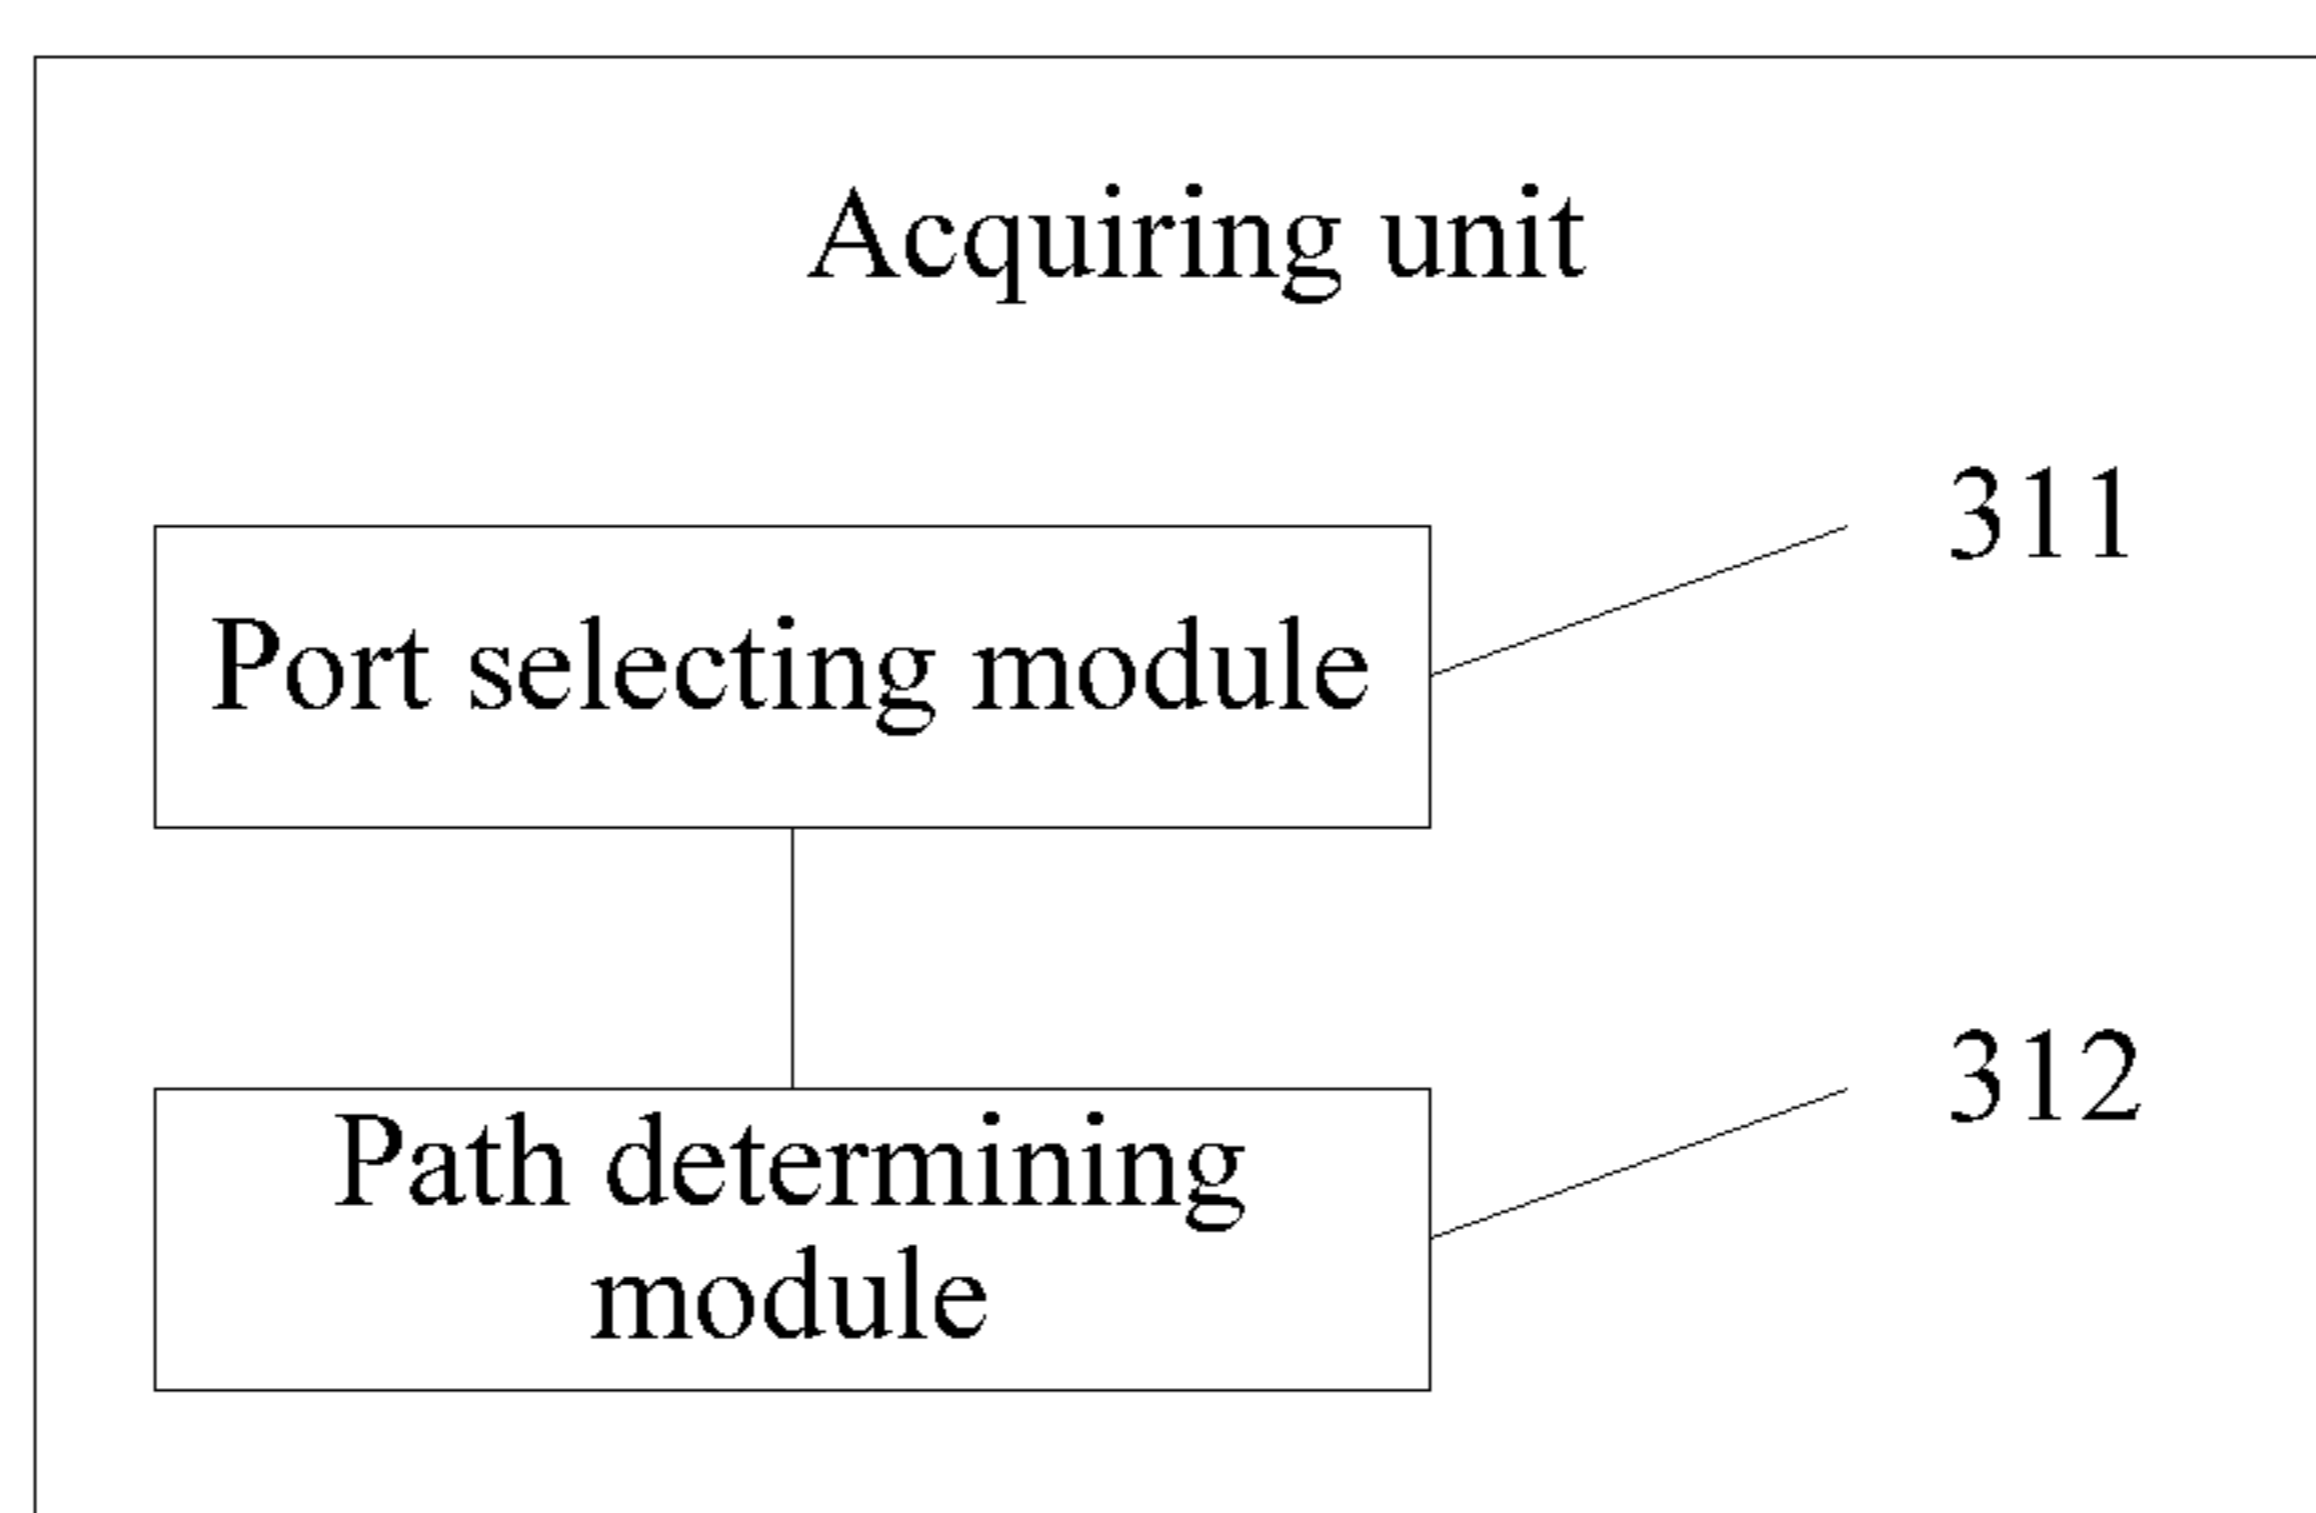 Acquiring unit
311
Port selecting module
312
Path determining
module